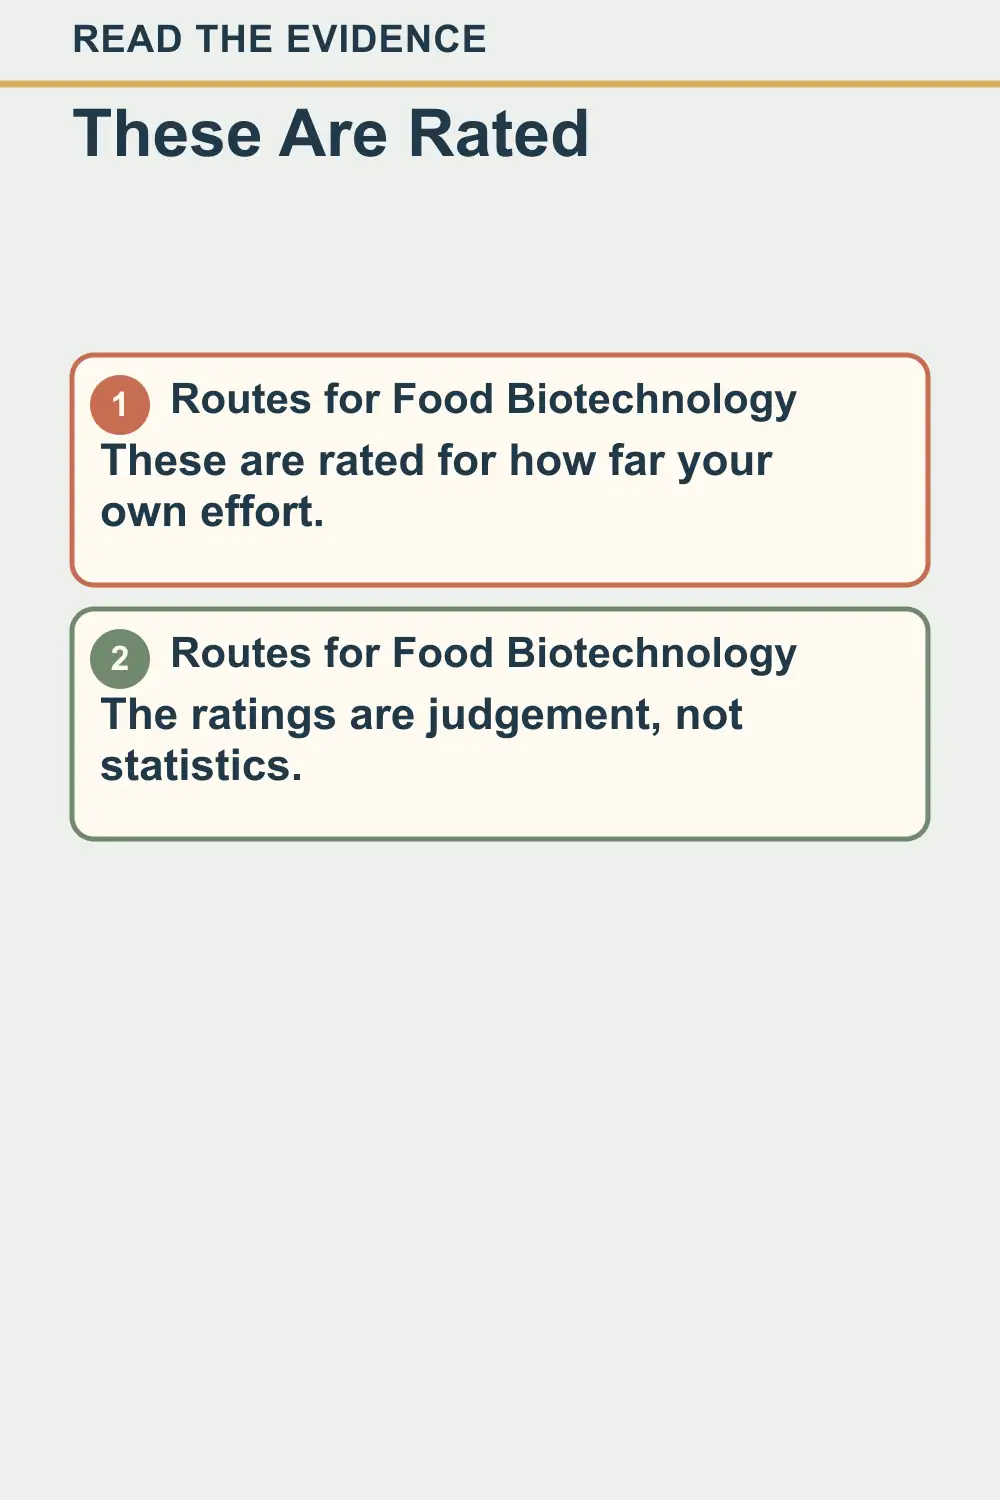 READ THE EVIDENCE
These Are Rated
1 Routes for Food Biotechnology
These are rated for how far your
own effort.
2 Routes for Food Biotechnology
The ratings are judgement, not
statistics.